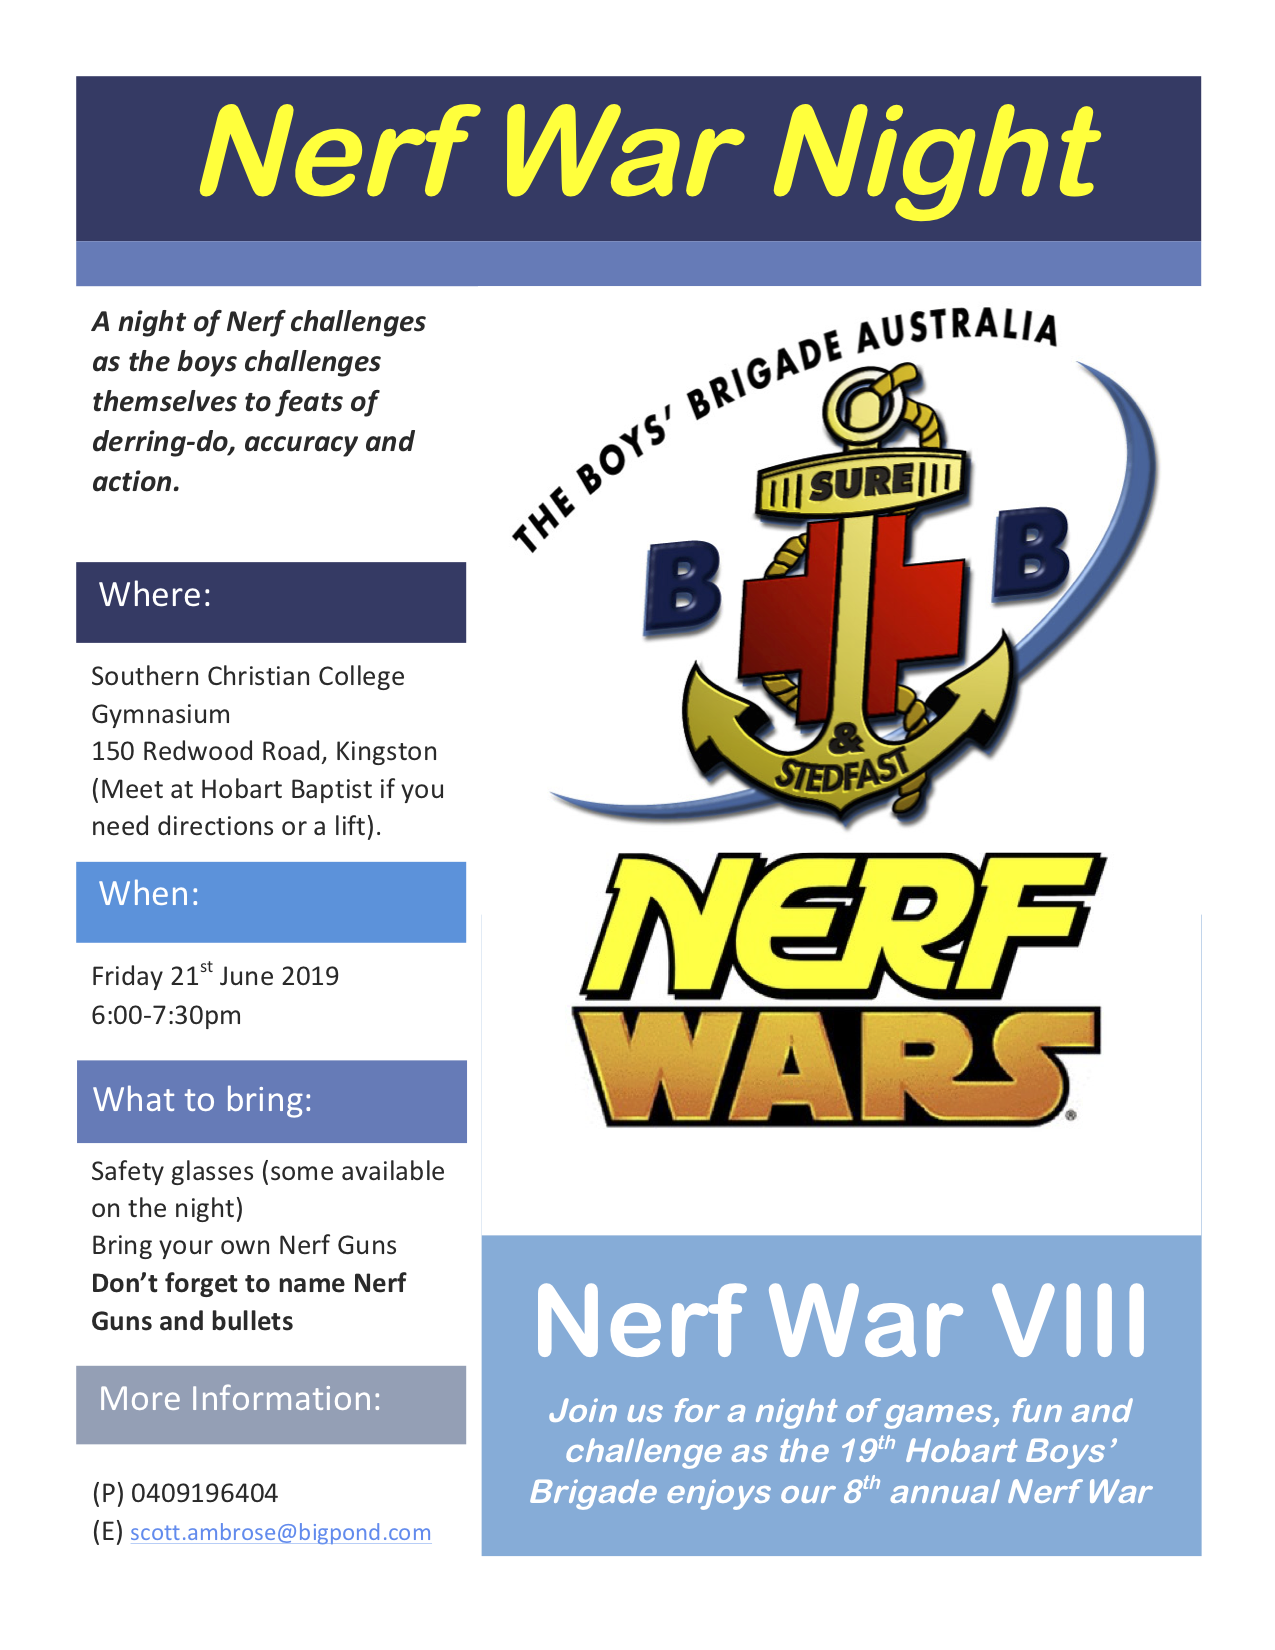 Nerf War Night
A night of Nerf challenges
as the boys challenges
themselves to feats of
derring-do, accuracy and
action.
Where:
Southern Christian College
Gymnasium
150 Redwood Road, Kingston
(Meet at Hobart Baptist if you
need directions or a lift).
When:
Friday 21st June 2019
6:00-7:30pm
What to bring:
Safety glasses (some available
on the night)
Bring your own Nerf Guns
Don’t forget to name Nerf
Guns and bullets
More Information:
(P) 0409196404
(E) scott.ambrose@bigpond.com
THE BOYS’ BRIGADE AUSTRALIA
SURE
B B
&
STEDFAST
NERF
WARS®
Nerf War VIII
Join us for a night of games, fun and
challenge as the 19th Hobart Boys’
Brigade enjoys our 8th annual Nerf War